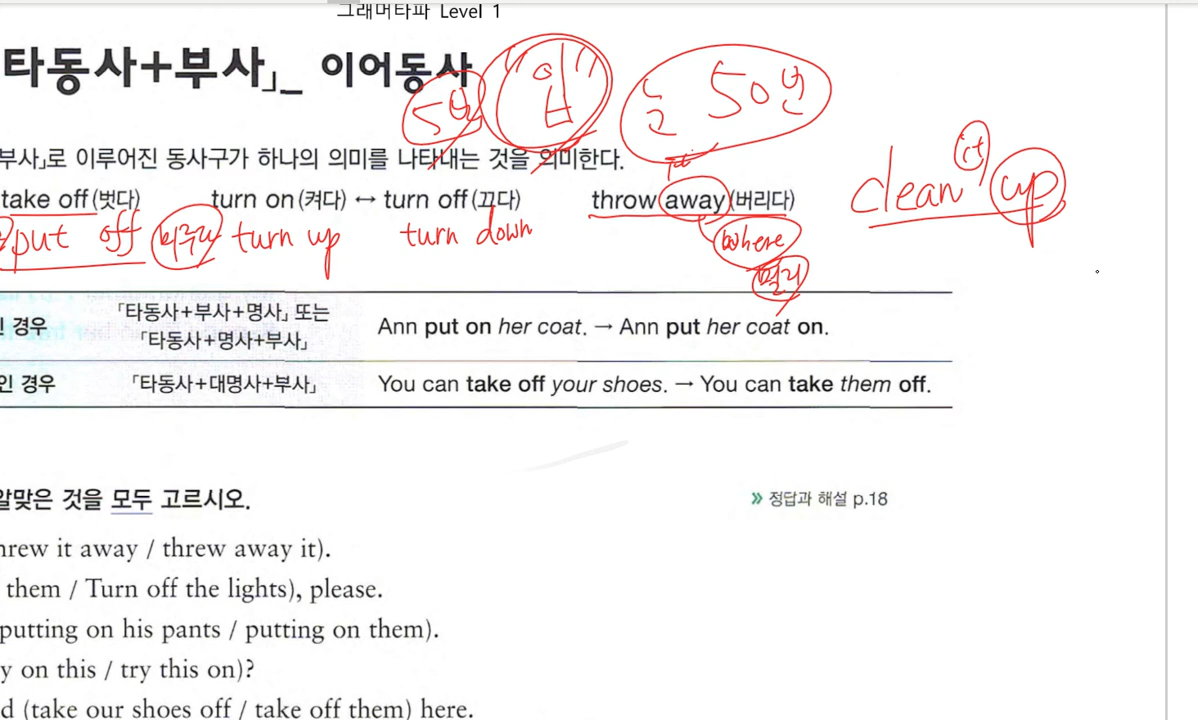 그래머타파 Level 1
타동사+부사」_ 이어동사
5번 "입" 눈 50번
부사」로 이루어진 동사구가 하나의 의미를 나타내는 것을 의미한다.
clean it up
take off (벗다) turn on (켜다) ↔ turn off (끄다) throw away (버리다)
put off 미루다 turn up turn down where
멀리
경우 「타동사+부사+명사」 또는 「타동사+명사+부사」 Ann put on her coat. → Ann put her coat on.
인 경우 「타동사+대명사+부사」 You can take off your shoes. → You can take them off.
알맞은 것을 모두 고르시오. » 정답과 해설 p.18
hrew it away / threw away it).
them / Turn off the lights), please.
putting on his pants / putting on them).
y on this / try this on)?
d (take our shoes off / take off them) here.